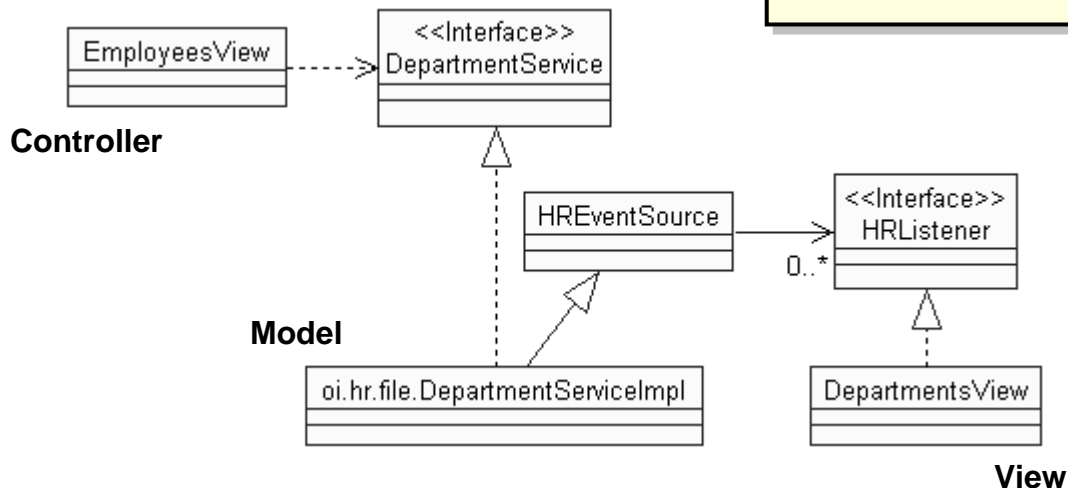 EmployeesView
<<Interface>>
DepartmentService
Controller
HREventSource
0..*
<<Interface>>
HRListener
Model
oi.hr.file.DepartmentServiceImpl
DepartmentsView
View